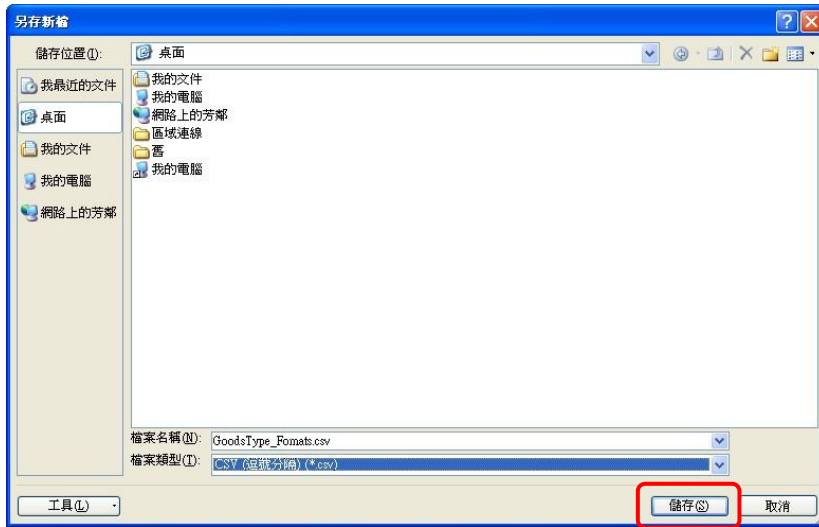 另存新檔
儲存位置(I):
桌面
我最近的文件
桌面
我的文件
我的電腦
網路上的芳鄰
我的文件
我的電腦
網路上的芳鄰
區域連線
舊
我的電腦
檔案名稱(N):
GoodsType_Fomats.csv
檔案類型(T):
CSV (逗號分隔) (*.csv)
工具(L)
儲存(S)
取消